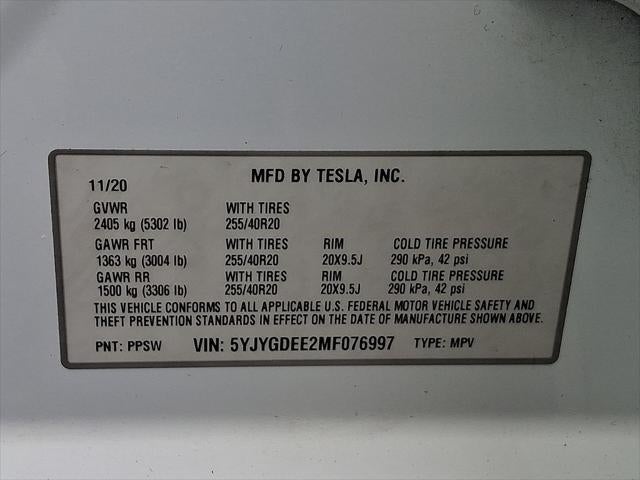 MFD BY TESLA, INC.
11/20
GVWR WITH TIRES
2405 kg (5302 lb) 255/40R20
GAWR FRT WITH TIRES RIM COLD TIRE PRESSURE
1363 kg (3004 lb) 255/40R20 20X9.5J 290 kPa, 42 psi
GAWR RR WITH TIRES RIM COLD TIRE PRESSURE
1500 kg (3306 lb) 255/40R20 20X9.5J 290 kPa, 42 psi
THIS VEHICLE CONFORMS TO ALL APPLICABLE U.S. FEDERAL MOTOR VEHICLE SAFETY AND
THEFT PREVENTION STANDARDS IN EFFECT ON THE DATE OF MANUFACTURE SHOWN ABOVE.
PNT: PPSW VIN: 5YJYGDEE2MF076997 TYPE: MPV